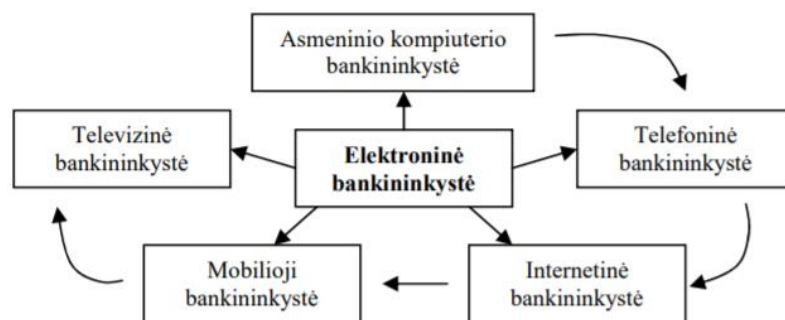 Asmeninio kompiuterio
bankininkystė
Televizinė
bankininkystė
Elektroninė
bankininkystė
Telefoninė
bankininkystė
Mobilioji
bankininkystė
Internetinė
bankininkystė